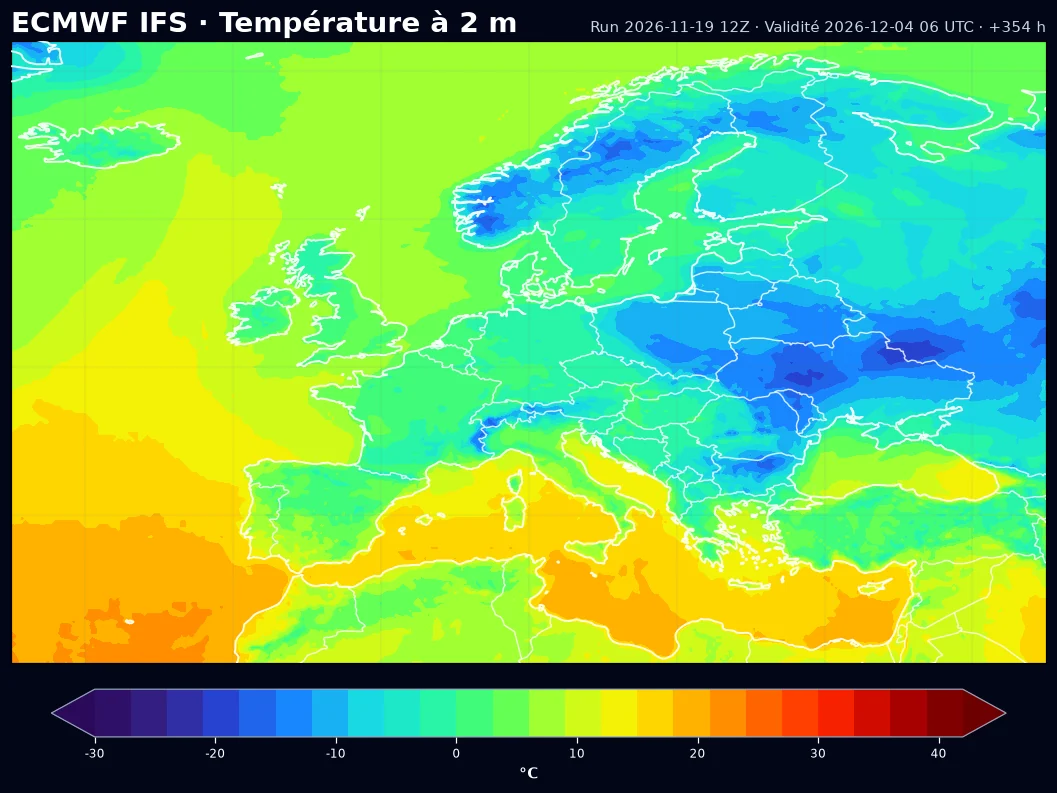 ECMWF IFS · Température à 2 m
Run 2026-11-19 12Z · Validité 2026-12-04 06 UTC · +354 h
-30 -20 -10 0 10 20 30 40
°C